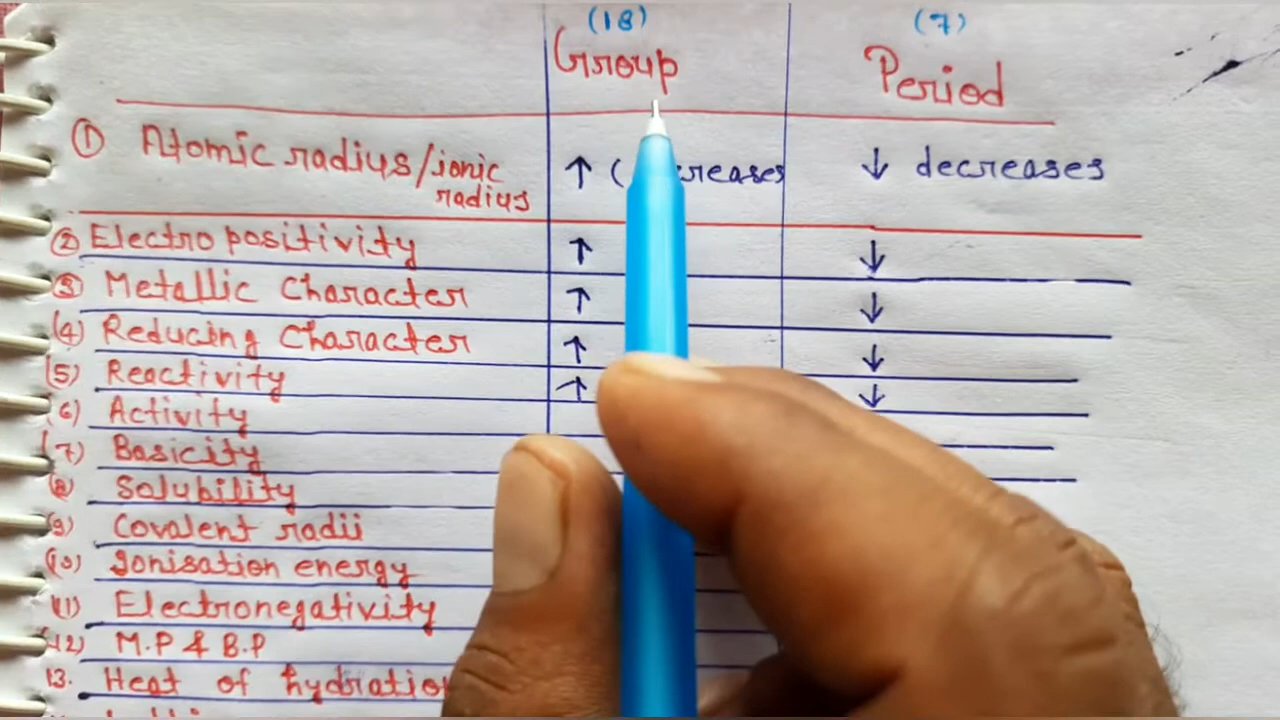 (18) (7)
Group Period
① Atomic radius/ionic radius ↑ ( ↓ decreases
② Electropositivity ↑ ↓
③ Metallic Character ↑ ↓
(4) Reducing Character ↑ ↓
(5) Reactivity ↑ ↓
(6) Activity
(7) Basicity
(8) Solubility
(9) Covalent radii
(10) Ionisation energy
(11) Electronegativity
(12) M.P & B.P
13. Heat of hydration